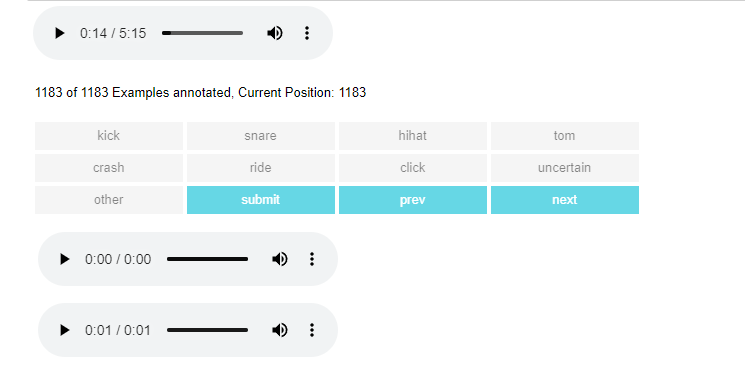 0:14 / 5:15
1183 of 1183 Examples annotated, Current Position: 1183
kick snare hihat tom
crash ride click uncertain
other submit prev next
0:00 / 0:00
0:01 / 0:01